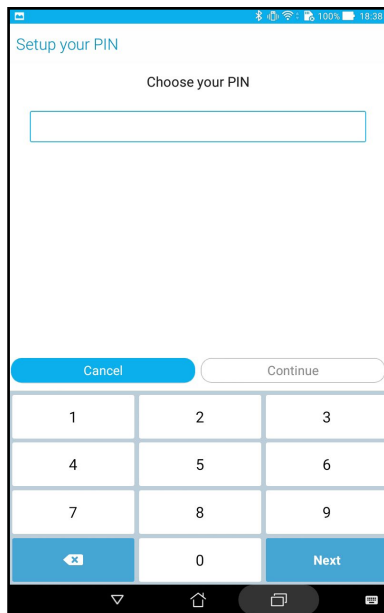 100% 18:38
Setup your PIN
Choose your PIN
Cancel Continue
1 2 3
4 5 6
7 8 9
0 Next